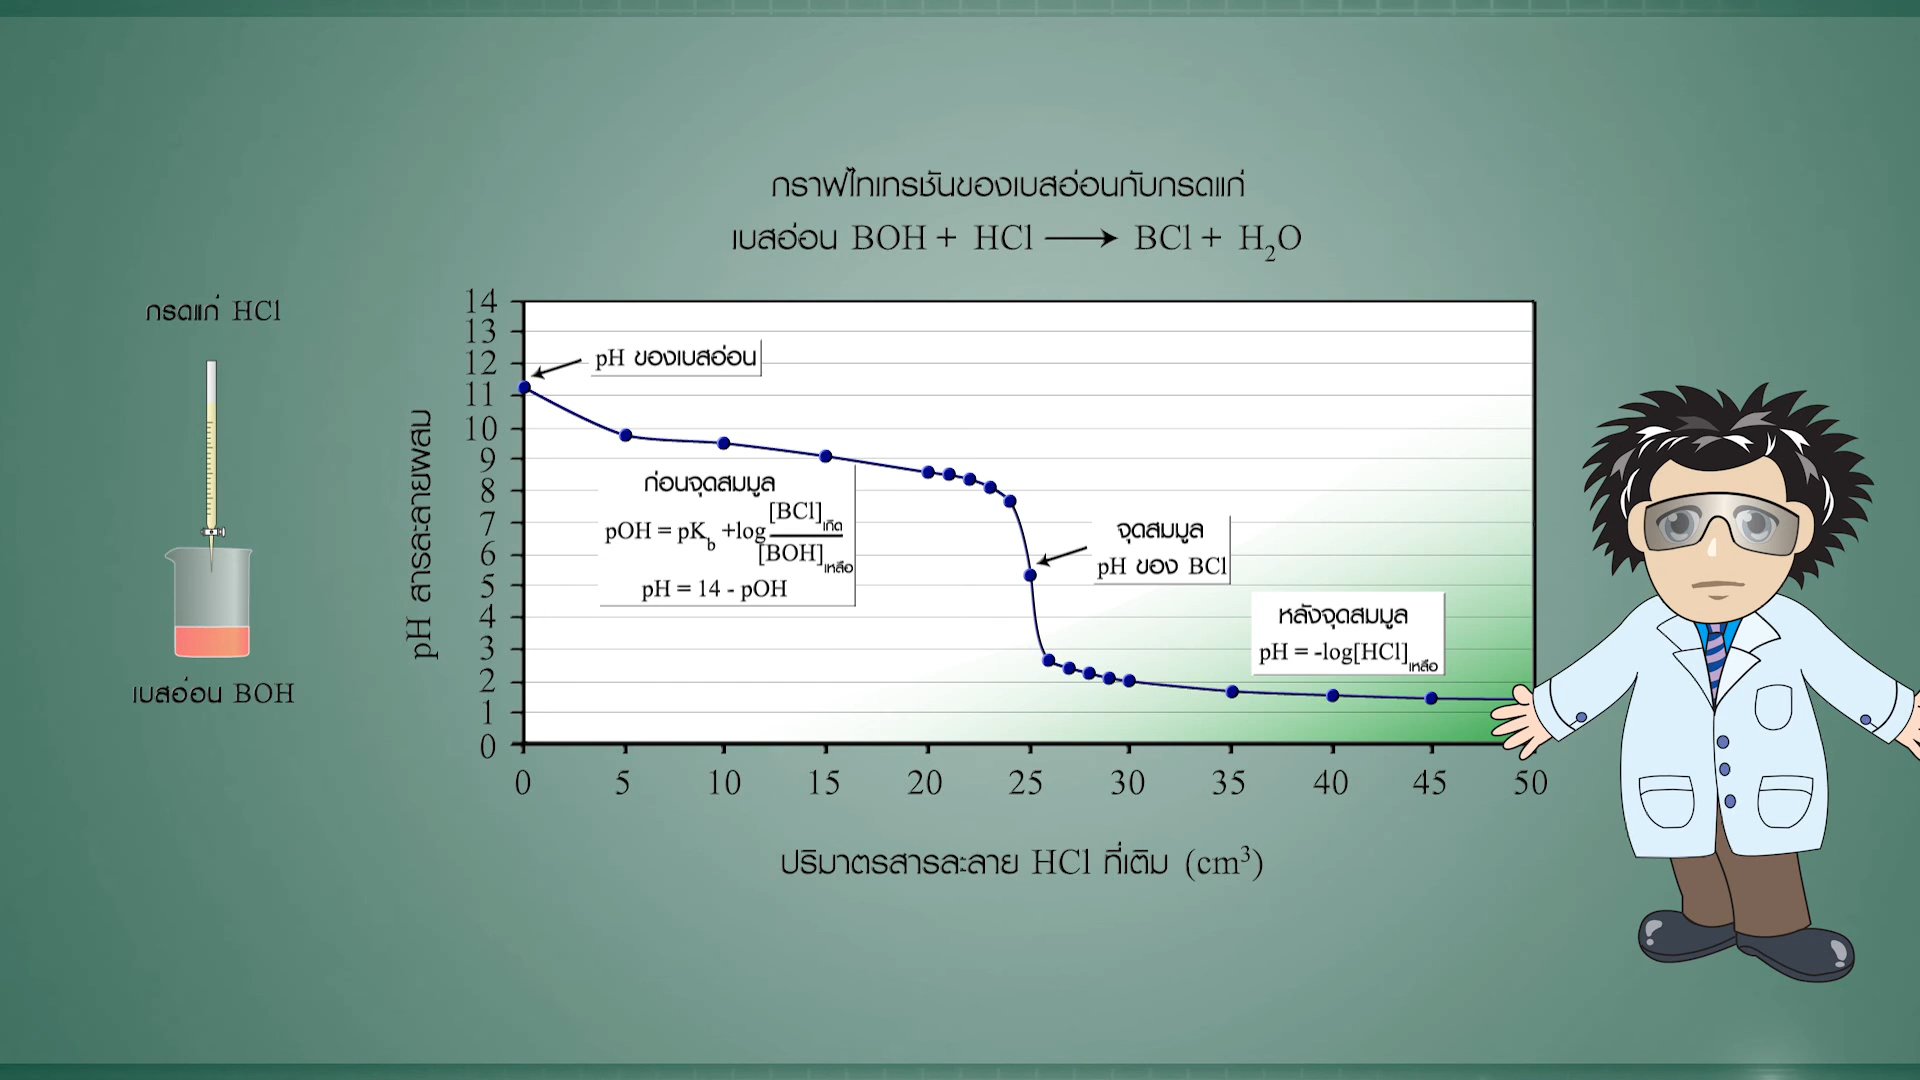 กราฟไทเทรชันของเบสอ่อนกับกรดแก่
เบสอ่อน BOH + HCl ⟶ BCl + H₂O
กรดแก่ HCl
เบสอ่อน BOH
pH สารละลายผสม
14
13
12
11
10
9
8
7
6
5
4
3
2
1
0
pH ของเบสอ่อน
ก่อนจุดสมมูล
pOH = pK_b +log [BCl]เกิด / [BOH]เหลือ
pH = 14 - pOH
จุดสมมูล
pH ของ BCl
หลังจุดสมมูล
pH = -log[HCl]เหลือ
0 5 10 15 20 25 30 35 40 45 50
ปริมาตรสารละลาย HCl ที่เติม (cm³)